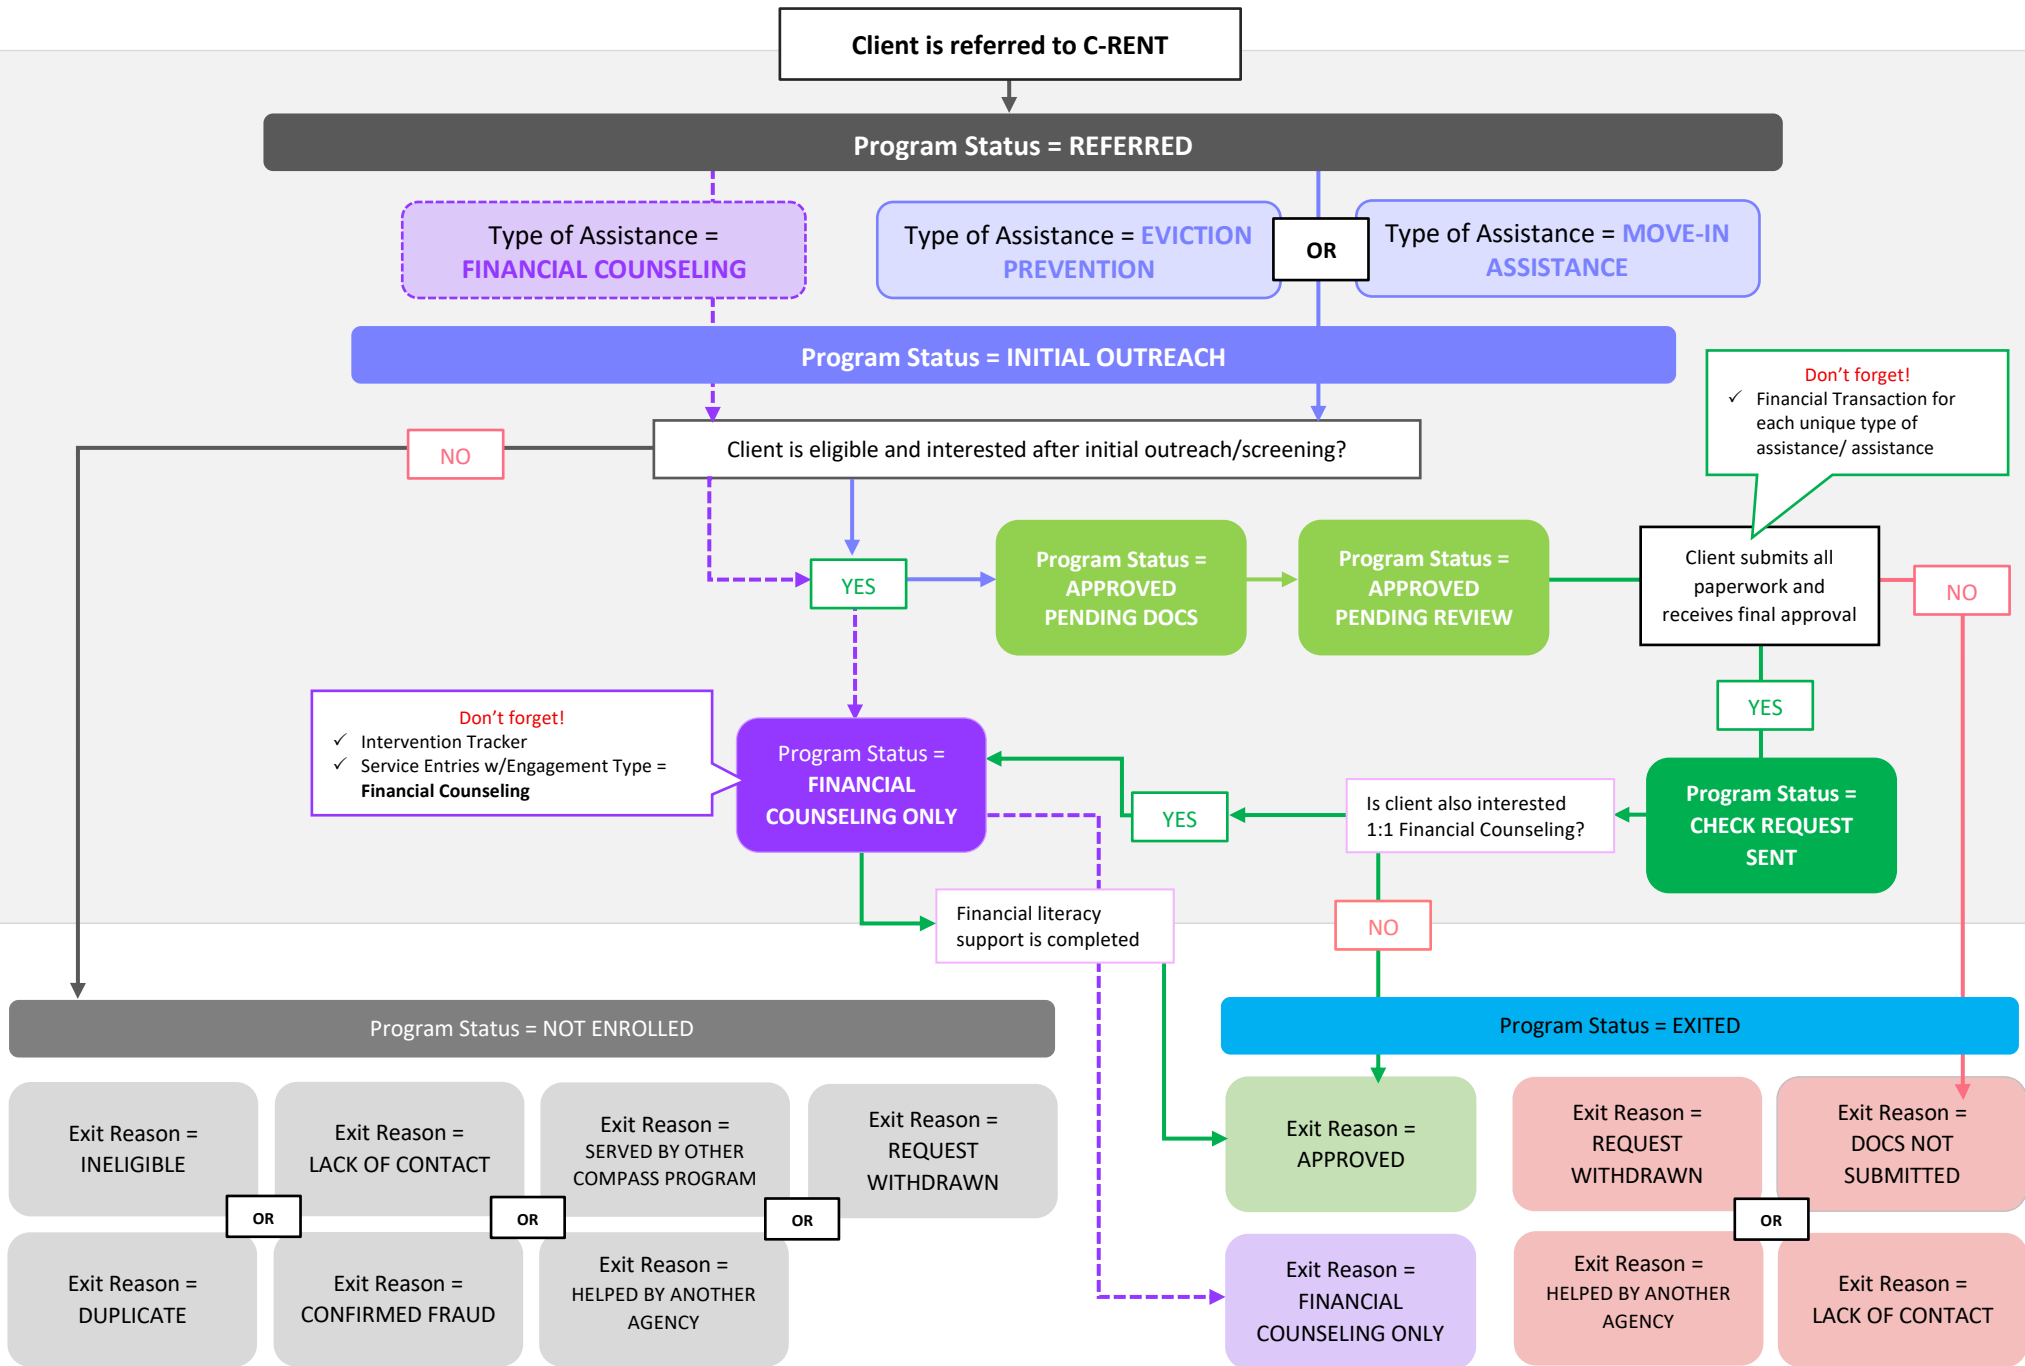 Client is referred to C-RENT
Program Status = REFERRED
Type of Assistance =
FINANCIAL COUNSELING
Type of Assistance = EVICTION
PREVENTION
OR
Type of Assistance = MOVE-IN
ASSISTANCE
Program Status = INITIAL OUTREACH
Don't forget!
✓ Financial Transaction for
each unique type of
assistance/ assistance
NO
Client is eligible and interested after initial outreach/screening?
YES
Program Status =
APPROVED
PENDING DOCS
Program Status =
APPROVED
PENDING REVIEW
Client submits all
paperwork and
receives final approval
NO
YES
Don't forget!
✓ Intervention Tracker
✓ Service Entries w/Engagement Type =
Financial Counseling
Program Status =
FINANCIAL
COUNSELING ONLY
YES
Is client also interested
1:1 Financial Counseling?
Program Status =
CHECK REQUEST
SENT
Financial literacy
support is completed
NO
Program Status = NOT ENROLLED
Program Status = EXITED
Exit Reason =
INELIGIBLE
Exit Reason =
LACK OF CONTACT
Exit Reason =
SERVED BY OTHER
COMPASS PROGRAM
Exit Reason =
REQUEST
WITHDRAWN
Exit Reason =
APPROVED
Exit Reason =
REQUEST
WITHDRAWN
Exit Reason =
DOCS NOT
SUBMITTED
OR
OR
OR
OR
Exit Reason =
DUPLICATE
Exit Reason =
CONFIRMED FRAUD
Exit Reason =
HELPED BY ANOTHER
AGENCY
Exit Reason =
FINANCIAL
COUNSELING ONLY
Exit Reason =
HELPED BY ANOTHER
AGENCY
Exit Reason =
LACK OF CONTACT